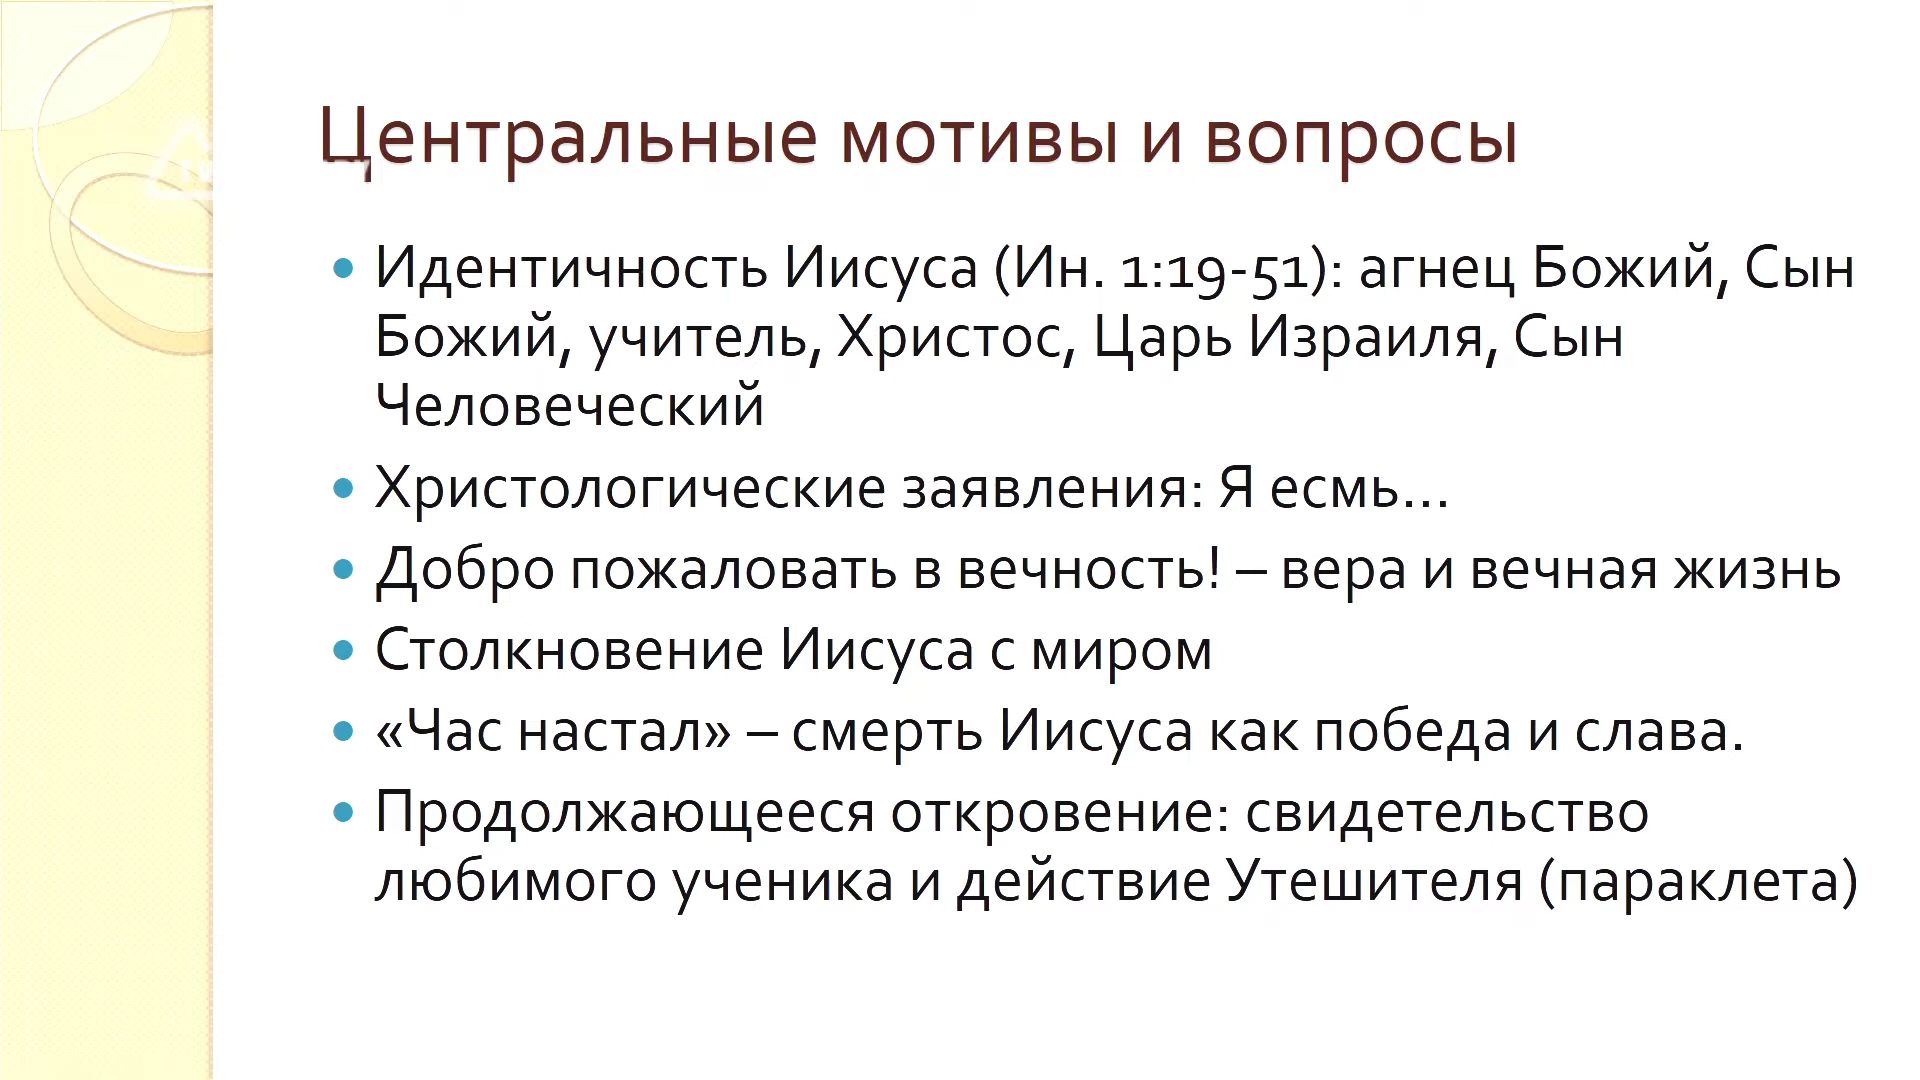 Центральные мотивы и вопросы
• Идентичность Иисуса (Ин. 1:19-51): агнец Божий, Сын
Божий, учитель, Христос, Царь Израиля, Сын
Человеческий
• Христологические заявления: Я есмь...
• Добро пожаловать в вечность! – вера и вечная жизнь
• Столкновение Иисуса с миром
• «Час настал» – смерть Иисуса как победа и слава.
• Продолжающееся откровение: свидетельство
любимого ученика и действие Утешителя (параклета)